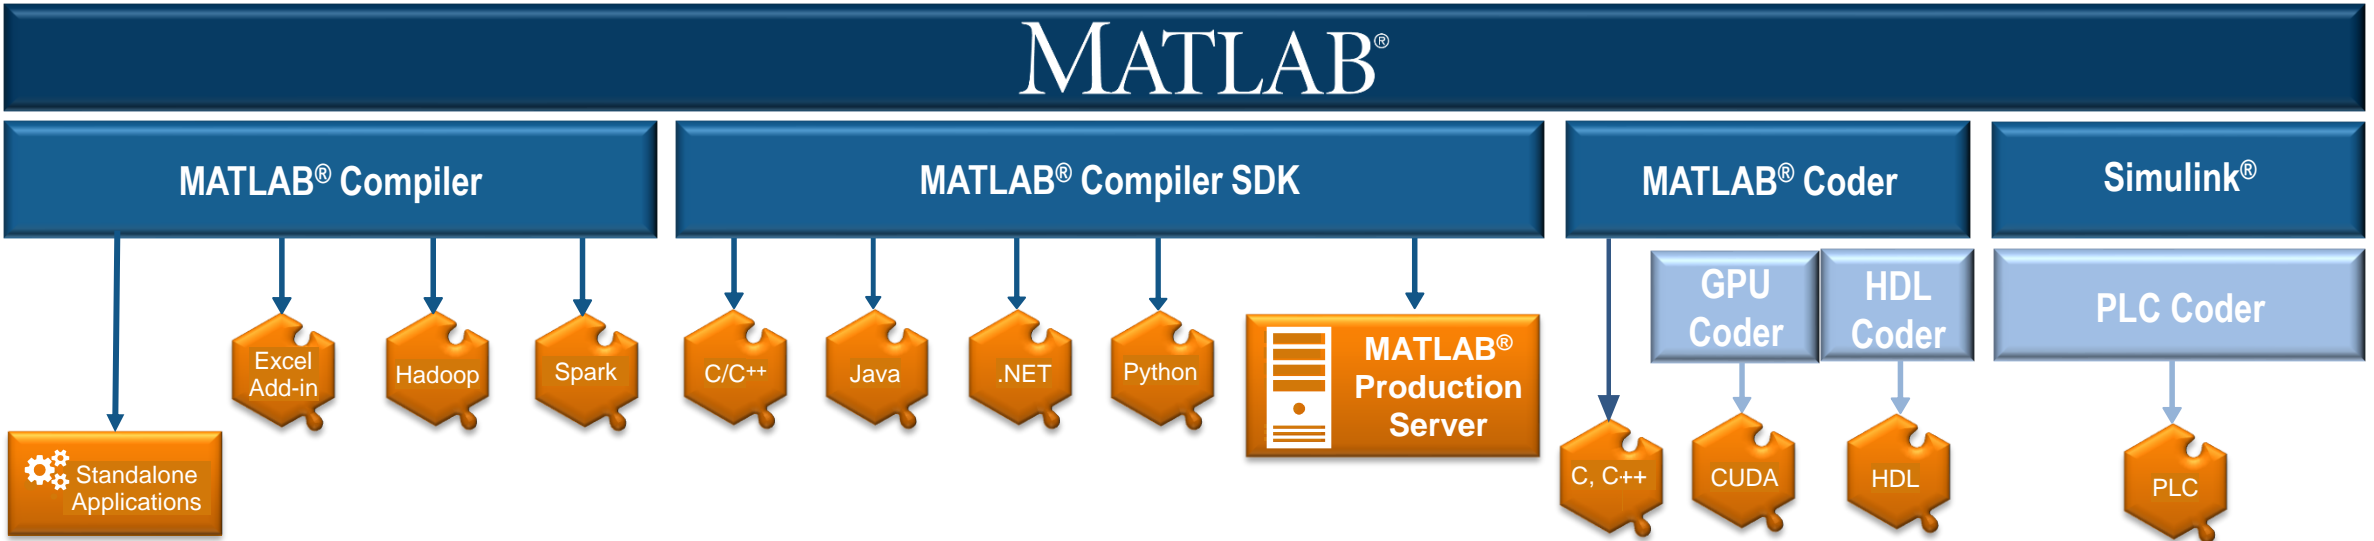 MATLAB®
MATLAB® Compiler
MATLAB® Compiler SDK
MATLAB® Coder
Simulink®
GPU
Coder
HDL
Coder
PLC Coder
Excel
Add-in
Hadoop
Spark
C/C++
Java
.NET
Python
MATLAB®
Production
Server
Standalone
Applications
C, C++
CUDA
HDL
PLC